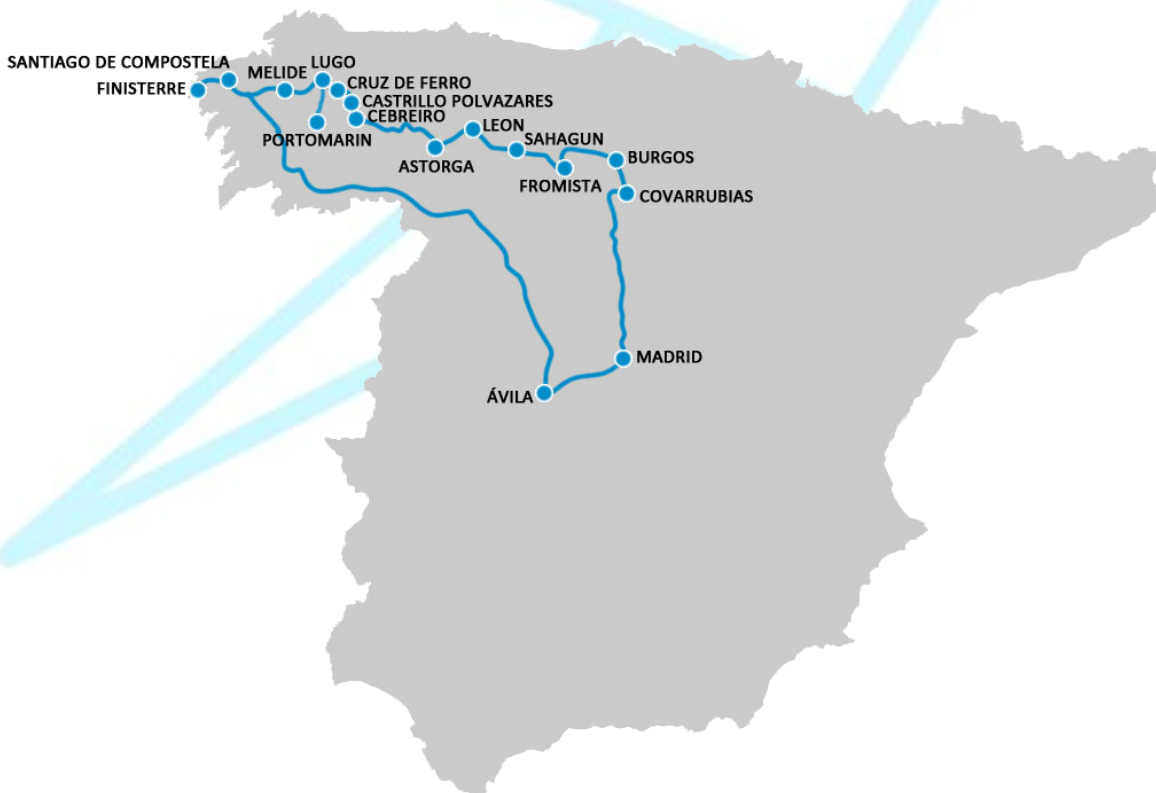 SANTIAGO DE COMPOSTELA
LUGO
MELIDE
CRUZ DE FERRO
FINISTERRE
CASTRILLO POLVAZARES
CEBREIRO
LEON
PORTOMARIN
SAHAGUN
BURGOS
ASTORGA
FROMISTA
COVARRUBIAS
MADRID
ÁVILA